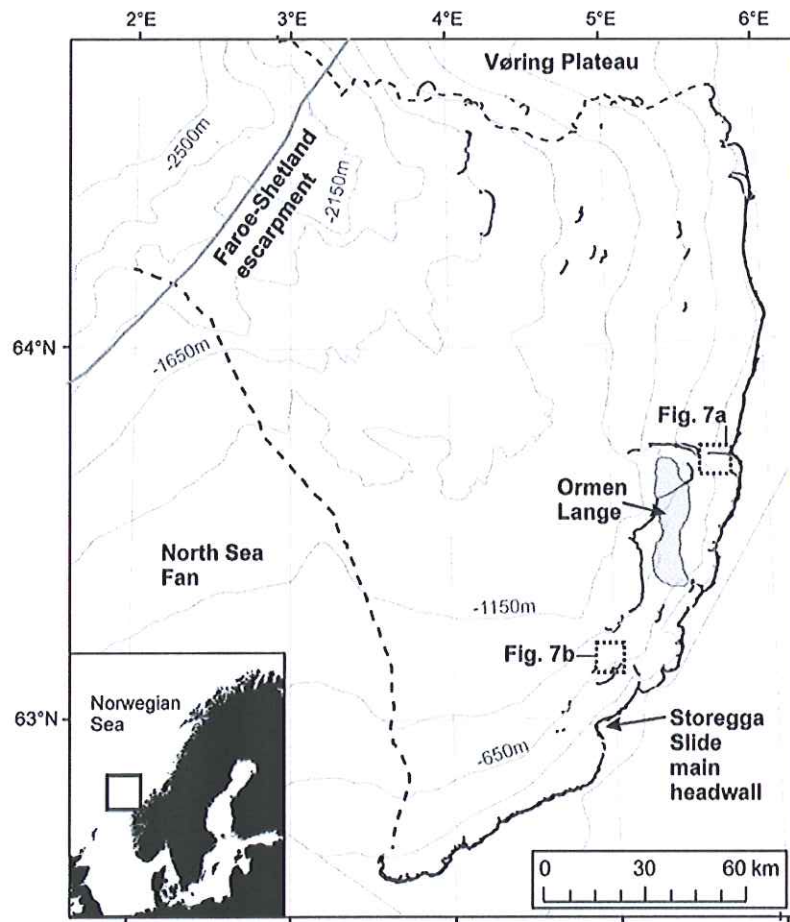 2°E
3°E
4°E
5°E
6°E
Vøring Plateau
-2500m
Faroe-Shetland
escarpment
-2150m
64°N
-1650m
Fig. 7a
Ormen
Lange
North Sea
Fan
-1150m
Fig. 7b
Norwegian
Sea
63°N
Storegga
Slide
main
headwall
-650m
0 30 60 km